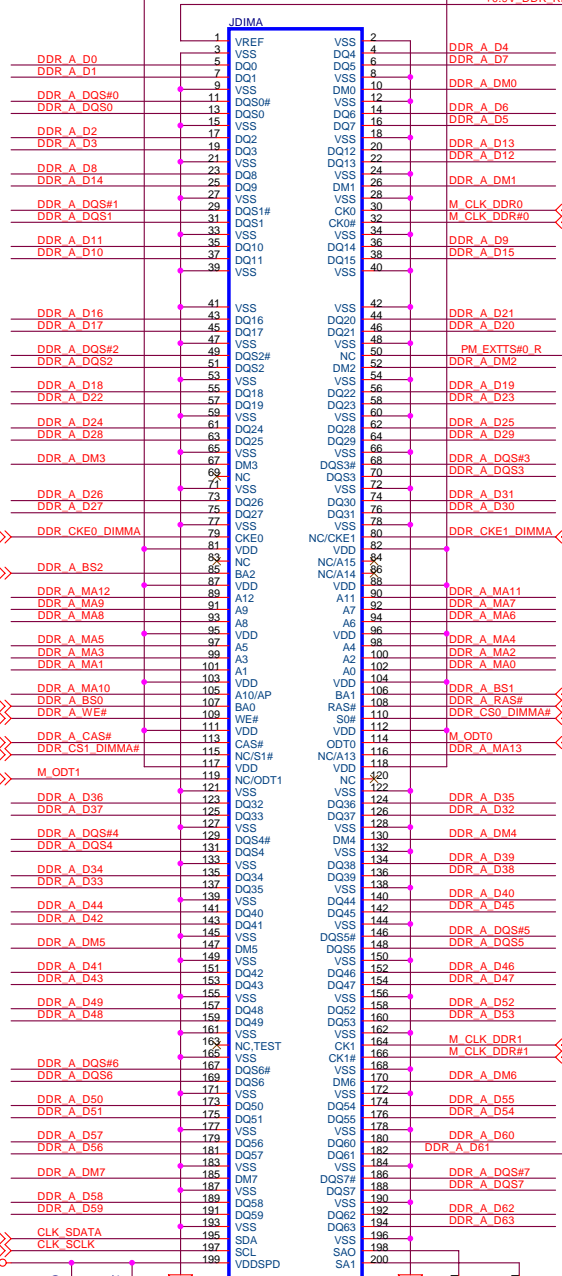 JDIMA
1 VREF VSS 2
3 VSS DQ4 4 DDR_A_D4
DDR_A_D0 5 DQ0 DQ5 6 DDR_A_D7
DDR_A_D1 7 DQ1 VSS 8
9 VSS DM0 10 DDR_A_DM0
DDR_A_DQS#0 11 DQS0# VSS 12
DDR_A_DQS0 13 DQS0 DQ6 14 DDR_A_D6
15 VSS DQ7 16 DDR_A_D5
DDR_A_D2 17 DQ2 VSS 18
DDR_A_D3 19 DQ3 DQ12 20 DDR_A_D13
21 VSS DQ13 22 DDR_A_D12
DDR_A_D8 23 DQ8 VSS 24
DDR_A_D14 25 DQ9 DM1 26 DDR_A_DM1
27 VSS VSS 28
DDR_A_DQS#1 29 DQS1# CK0 30 M_CLK_DDR0
DDR_A_DQS1 31 DQS1 CK0# 32 M_CLK_DDR#0
33 VSS VSS 34
DDR_A_D11 35 DQ10 DQ14 36 DDR_A_D9
DDR_A_D10 37 DQ11 DQ15 38 DDR_A_D15
39 VSS VSS 40
41 VSS VSS 42
DDR_A_D16 43 DQ16 DQ20 44 DDR_A_D21
DDR_A_D17 45 DQ17 DQ21 46 DDR_A_D20
47 VSS VSS 48
DDR_A_DQS#2 49 DQS2# NC 50 PM_EXTTS#0_R
DDR_A_DQS2 51 DQS2 DM2 52 DDR_A_DM2
53 VSS VSS 54
DDR_A_D18 55 DQ18 DQ22 56 DDR_A_D19
DDR_A_D22 57 DQ19 DQ23 58 DDR_A_D23
59 VSS VSS 60
DDR_A_D24 61 DQ24 DQ28 62 DDR_A_D25
DDR_A_D28 63 DQ25 DQ29 64 DDR_A_D29
65 VSS VSS 66
DDR_A_DM3 67 DM3 DQS3# 68 DDR_A_DQS#3
69 NC DQS3 70 DDR_A_DQS3
71 VSS VSS 72
DDR_A_D26 73 DQ26 DQ30 74 DDR_A_D31
DDR_A_D27 75 DQ27 DQ31 76 DDR_A_D30
77 VSS VSS 78
DDR_CKE0_DIMMA 79 CKE0 NC/CKE1 80 DDR_CKE1_DIMMA
81 VDD VDD 82
83 NC NC/A15 84
DDR_A_BS2 85 BA2 NC/A14 86
87 VDD VDD 88
DDR_A_MA12 89 A12 A11 90 DDR_A_MA11
DDR_A_MA9 91 A9 A7 92 DDR_A_MA7
DDR_A_MA8 93 A8 A6 94 DDR_A_MA6
95 VDD VDD 96
DDR_A_MA5 97 A5 A4 98 DDR_A_MA4
DDR_A_MA3 99 A3 A2 100 DDR_A_MA2
DDR_A_MA1 101 A1 A0 102 DDR_A_MA0
103 VDD VDD 104
DDR_A_MA10 105 A10/AP BA1 106 DDR_A_BS1
DDR_A_BS0 107 BA0 RAS# 108 DDR_A_RAS#
DDR_A_WE# 109 WE# S0# 110 DDR_CS0_DIMMA#
111 VDD VDD 112
DDR_A_CAS# 113 CAS# ODT0 114 M_ODT0
DDR_CS1_DIMMA# 115 NC/S1# NC/A13 116 DDR_A_MA13
117 VDD VDD 118
M_ODT1 119 NC/ODT1 NC 120
121 VSS VSS 122
DDR_A_D36 123 DQ32 DQ36 124 DDR_A_D35
DDR_A_D37 125 DQ33 DQ37 126 DDR_A_D32
127 VSS VSS 128
DDR_A_DQS#4 129 DQS4# DM4 130 DDR_A_DM4
DDR_A_DQS4 131 DQS4 VSS 132
133 VSS DQ38 134 DDR_A_D39
DDR_A_D34 135 DQ34 DQ39 136 DDR_A_D38
DDR_A_D33 137 DQ35 VSS 138
139 VSS DQ44 140 DDR_A_D40
DDR_A_D44 141 DQ40 DQ45 142 DDR_A_D45
DDR_A_D42 143 DQ41 VSS 144
145 VSS DQS5# 146 DDR_A_DQS#5
DDR_A_DM5 147 DM5 DQS5 148 DDR_A_DQS5
149 VSS VSS 150
DDR_A_D41 151 DQ42 DQ46 152 DDR_A_D46
DDR_A_D43 153 DQ43 DQ47 154 DDR_A_D47
155 VSS VSS 156
DDR_A_D49 157 DQ48 DQ52 158 DDR_A_D52
DDR_A_D48 159 DQ49 DQ53 160 DDR_A_D53
161 VSS VSS 162
163 NC,TEST CK1 164 M_CLK_DDR1
165 VSS CK1# 166 M_CLK_DDR#1
DDR_A_DQS#6 167 DQS6# VSS 168
DDR_A_DQS6 169 DQS6 DM6 170 DDR_A_DM6
171 VSS VSS 172
DDR_A_D50 173 DQ50 DQ54 174 DDR_A_D55
DDR_A_D51 175 DQ51 DQ55 176 DDR_A_D54
177 VSS VSS 178
DDR_A_D57 179 DQ56 DQ60 180 DDR_A_D60
DDR_A_D56 181 DQ57 DQ61 182 DDR_A_D61
183 VSS VSS 184
DDR_A_DM7 185 DM7 DQS7# 186 DDR_A_DQS#7
187 VSS DQS7 188 DDR_A_DQS7
DDR_A_D58 189 DQ58 VSS 190
DDR_A_D59 191 DQ59 DQ62 192 DDR_A_D62
193 VSS DQ63 194 DDR_A_D63
CLK_SDATA 195 SDA VSS 196
CLK_SCLK 197 SCL SAO 198
199 VDDSPD SA1 200